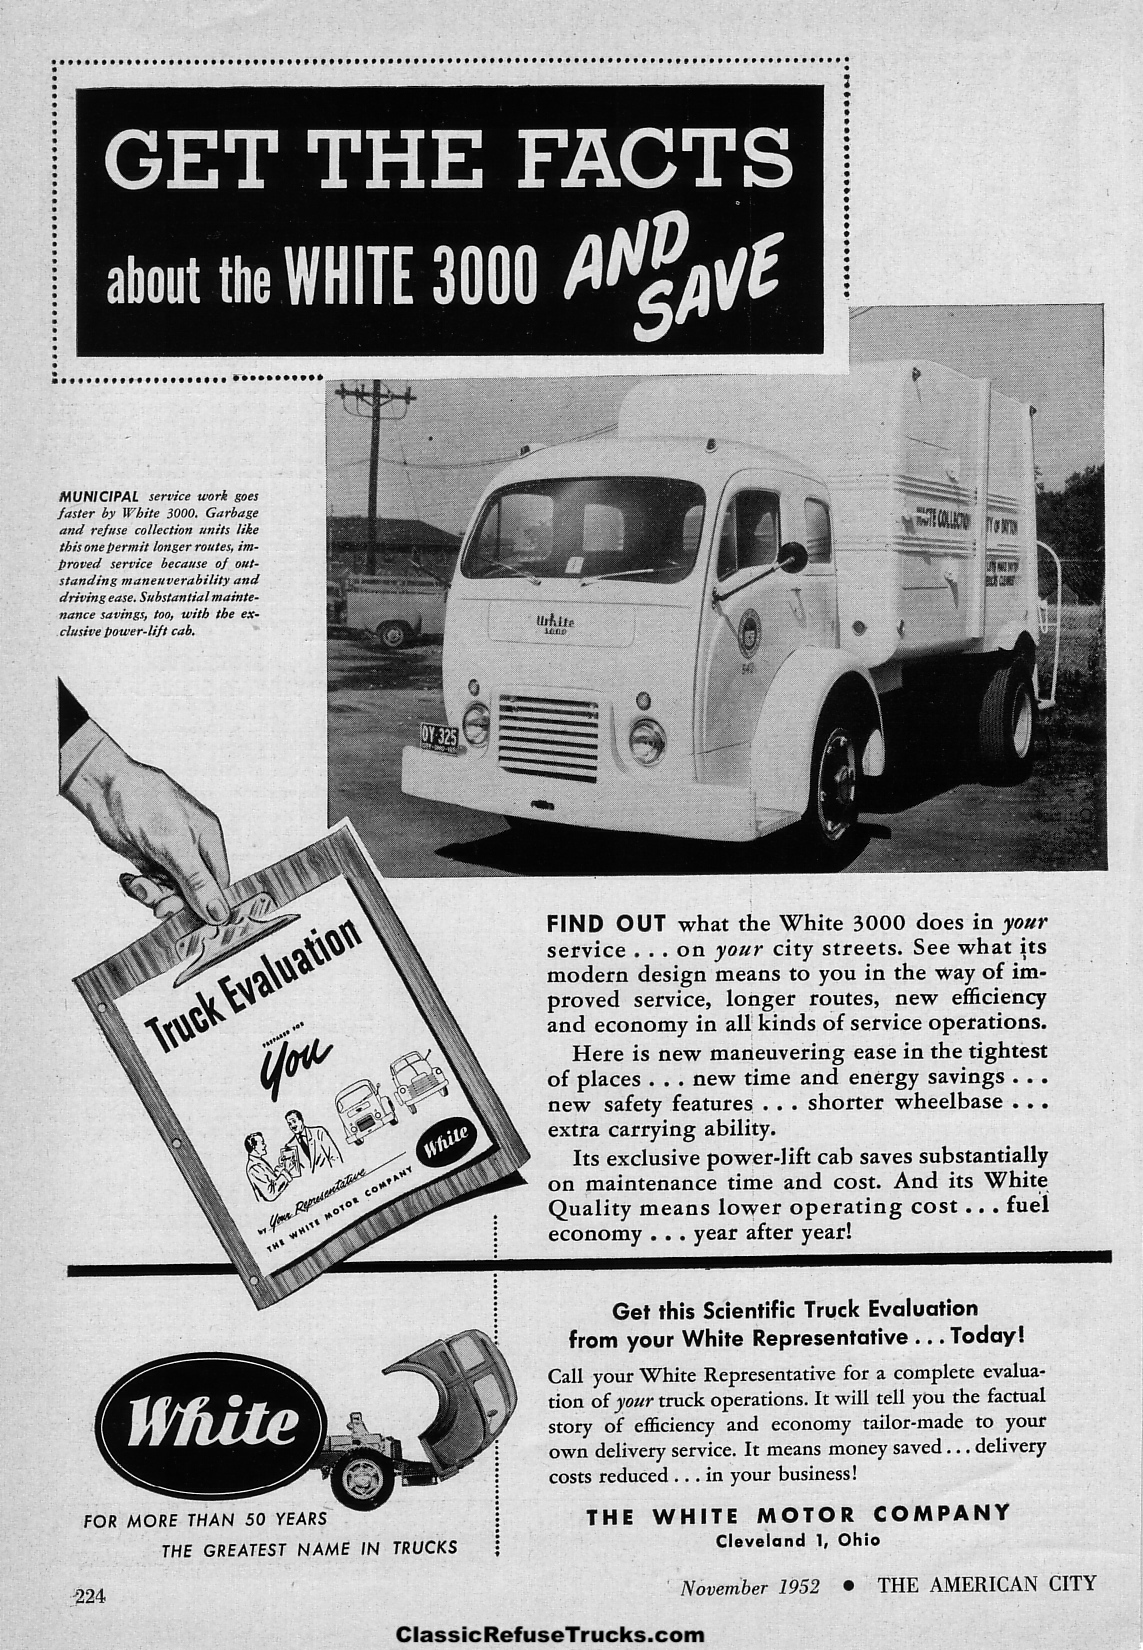 GET THE FACTS
about the WHITE 3000 AND
SAVE
MUNICIPAL service work goes
faster by White 3000. Garbage
and refuse collection units like
this one permit longer routes, im-
proved service because of out-
standing maneuverability and
driving ease. Substantial mainte-
nance savings, too, with the ex-
clusive power-lift cab.
WASTE COLLECTION
CITY OF DAYTON
White
3000
OY 325
Truck Evaluation
PREPARED FOR
You
White
by Your Representative
THE WHITE MOTOR COMPANY
FIND OUT what the White 3000 does in your
service . . . on your city streets. See what its
modern design means to you in the way of im-
proved service, longer routes, new efficiency
and economy in all kinds of service operations.
Here is new maneuvering ease in the tightest
of places . . . new time and energy savings . . .
new safety features . . . shorter wheelbase . . .
extra carrying ability.
Its exclusive power-lift cab saves substantially
on maintenance time and cost. And its White
Quality means lower operating cost . . . fuel
economy . . . year after year!
White
FOR MORE THAN 50 YEARS
THE GREATEST NAME IN TRUCKS
Get this Scientific Truck Evaluation
from your White Representative . . . Today!
Call your White Representative for a complete evalua-
tion of your truck operations. It will tell you the factual
story of efficiency and economy tailor-made to your
own delivery service. It means money saved . . . delivery
costs reduced . . . in your business!
THE WHITE MOTOR COMPANY
Cleveland 1, Ohio
224
November 1952 • THE AMERICAN CITY
ClassicRefuseTrucks.com